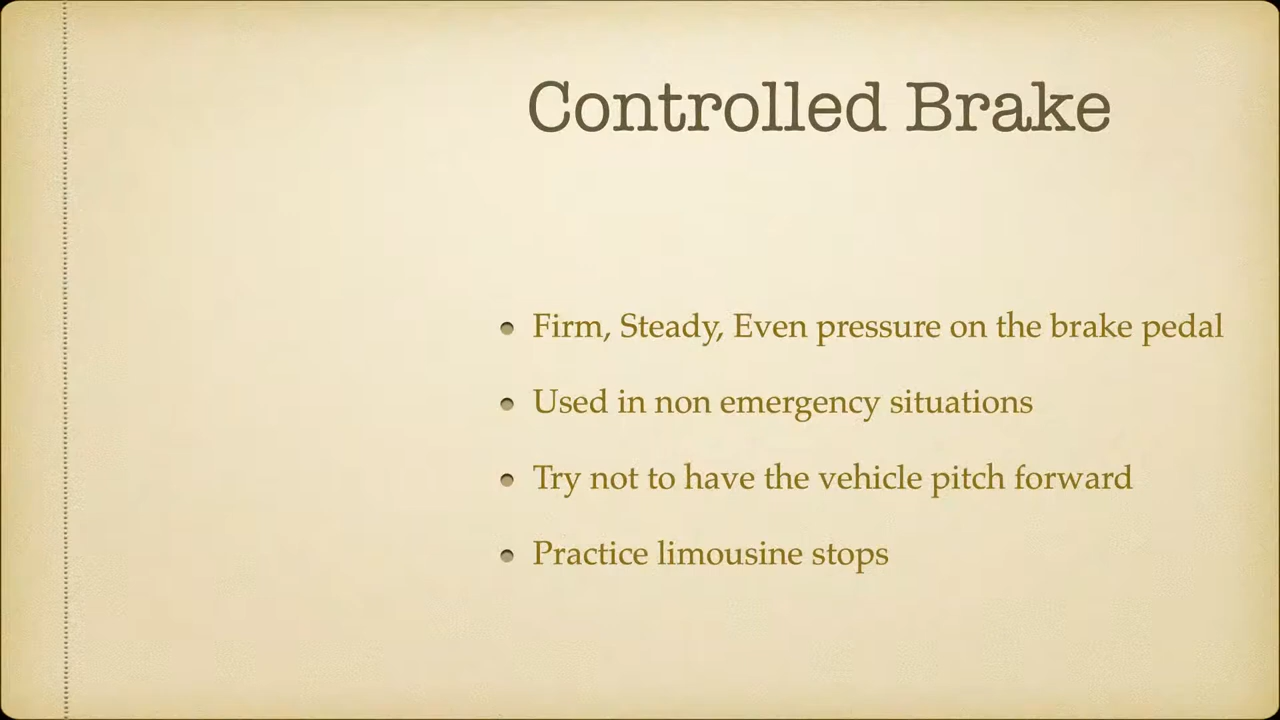 Controlled Brake
• Firm, Steady, Even pressure on the brake pedal
• Used in non emergency situations
• Try not to have the vehicle pitch forward
• Practice limousine stops